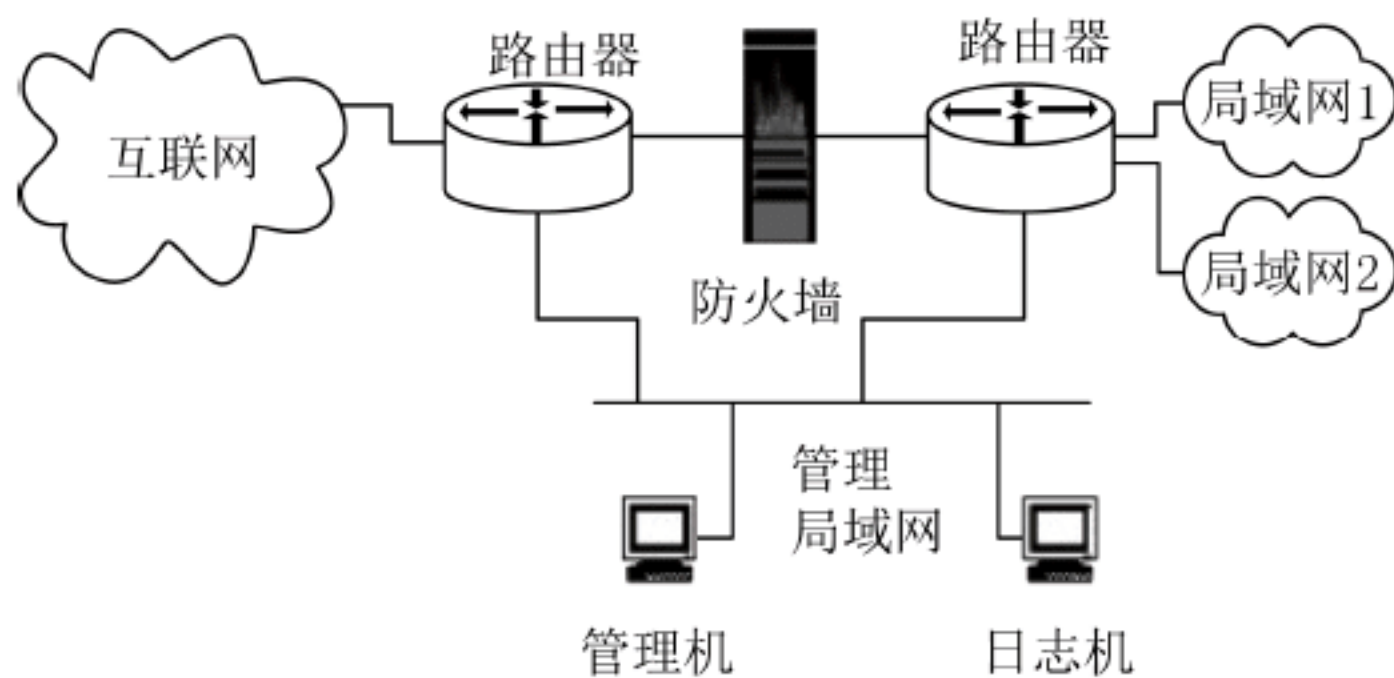 路由器
路由器
互联网
局域网1
局域网2
防火墙
管理
局域网
管理机
日志机